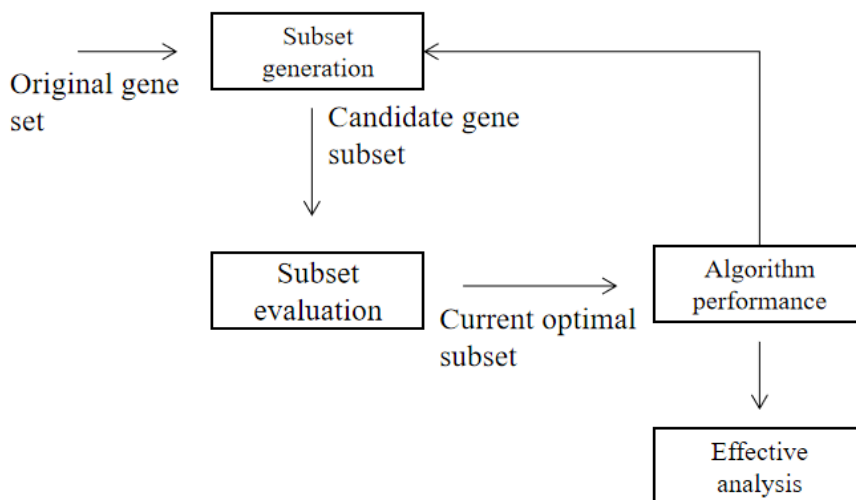 Subset
generation
Original gene
set
Candidate gene
subset
Subset
evaluation
Current optimal
subset
Algorithm
performance
Effective
analysis